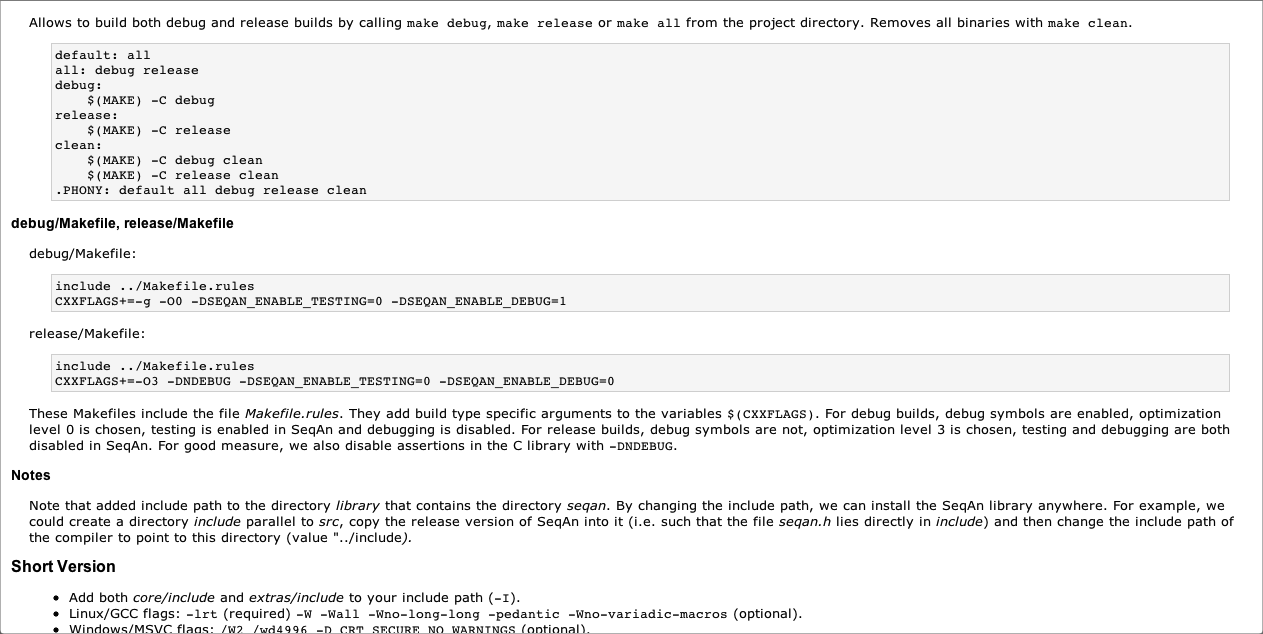 Allows to build both debug and release builds by calling make debug, make release or make all from the project directory. Removes all binaries with make clean.
default: all
all: debug release
debug:
    $(MAKE) -C debug
release:
    $(MAKE) -C release
clean:
    $(MAKE) -C debug clean
    $(MAKE) -C release clean
.PHONY: default all debug release clean
debug/Makefile, release/Makefile
debug/Makefile:
include ../Makefile.rules
CXXFLAGS+=-g -O0 -DSEQAN_ENABLE_TESTING=0 -DSEQAN_ENABLE_DEBUG=1
release/Makefile:
include ../Makefile.rules
CXXFLAGS+=-O3 -DNDEBUG -DSEQAN_ENABLE_TESTING=0 -DSEQAN_ENABLE_DEBUG=0
These Makefiles include the file Makefile.rules. They add build type specific arguments to the variables $(CXXFLAGS). For debug builds, debug symbols are enabled, optimization
level 0 is chosen, testing is enabled in SeqAn and debugging is disabled. For release builds, debug symbols are not, optimization level 3 is chosen, testing and debugging are both
disabled in SeqAn. For good measure, we also disable assertions in the C library with -DNDEBUG.
Notes
Note that added include path to the directory library that contains the directory seqan. By changing the include path, we can install the SeqAn library anywhere. For example, we
could create a directory include parallel to src, copy the release version of SeqAn into it (i.e. such that the file seqan.h lies directly in include) and then change the include path of
the compiler to point to this directory (value "../include).
Short Version
• Add both core/include and extras/include to your include path (-I).
• Linux/GCC flags: -lrt (required) -W -Wall -Wno-long-long -pedantic -Wno-variadic-macros (optional).
• Windows/MSVC flags: /W2 /wd4996 -D_CRT_SECURE_NO_WARNINGS (optional).